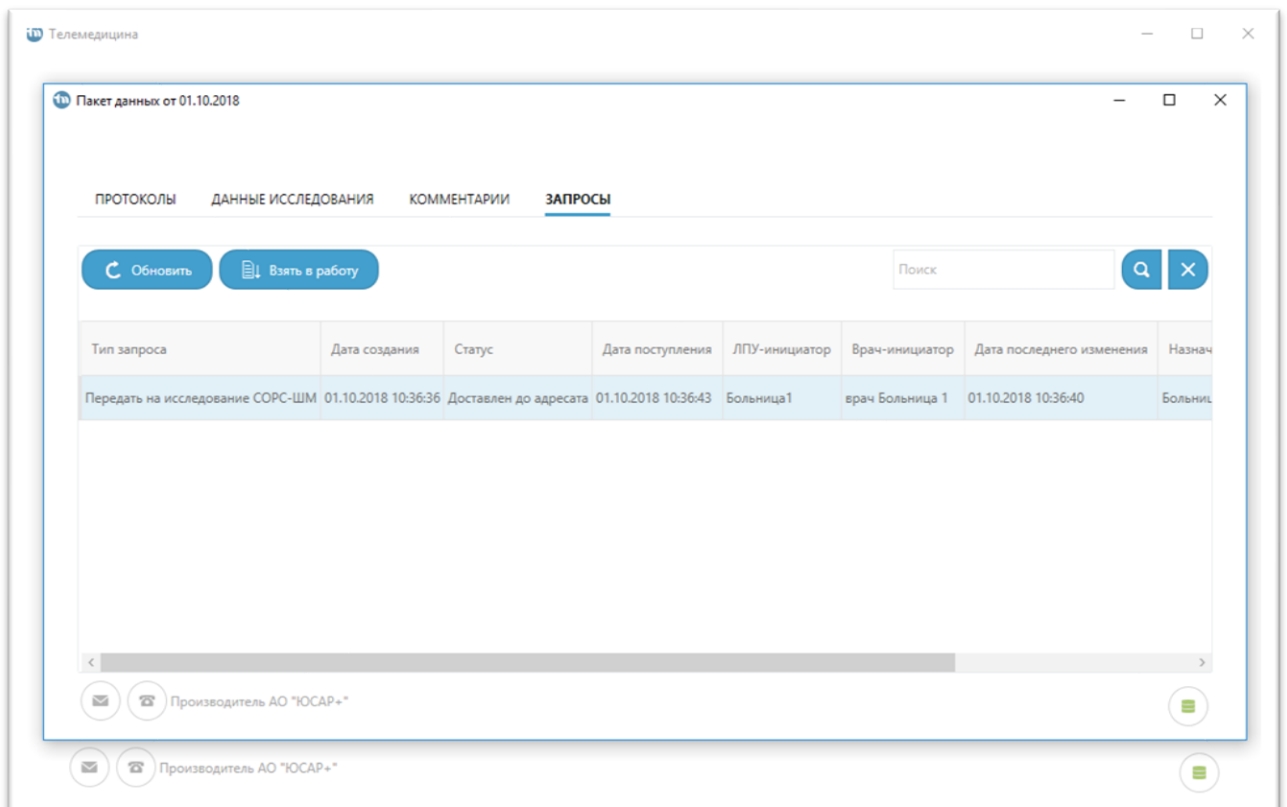 Телемедицина
Пакет данных от 01.10.2018
ПРОТОКОЛЫ ДАННЫЕ ИССЛЕДОВАНИЯ КОММЕНТАРИИ ЗАПРОСЫ
Обновить Взять в работу Поиск
Тип запроса Дата создания Статус Дата поступления ЛПУ-инициатор Врач-инициатор Дата последнего изменения Назнач
Передать на исследование СОРС-ШМ 01.10.2018 10:36:36 Доставлен до адресата 01.10.2018 10:36:43 Больница1 врач Больница 1 01.10.2018 10:36:40 Больниц
Производитель АО "ЮСАР+"
Производитель АО "ЮСАР+"